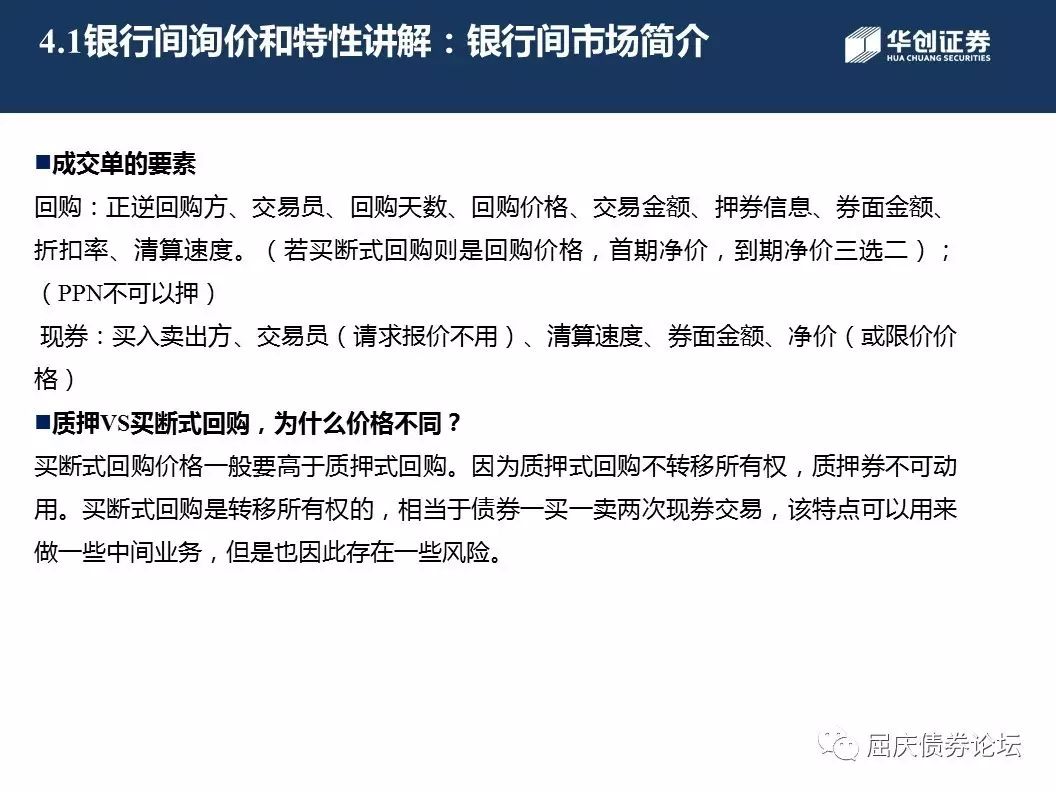 4.1银行间询价和特性讲解：银行间市场简介
华创证券
HUA CHUANG SECURITIES
■成交单的要素
回购：正逆回购方、交易员、回购天数、回购价格、交易金额、押券信息、券面金额、
折扣率、清算速度。（若买断式回购则是回购价格，首期净价，到期净价三选二）；
（PPN不可以押）
现券：买入卖出方、交易员（请求报价不用）、清算速度、券面金额、净价（或限价价
格）
■质押VS买断式回购，为什么价格不同？
买断式回购价格一般要高于质押式回购。因为质押式回购不转移所有权，质押券不可动
用。买断式回购是转移所有权的，相当于债券一买一卖两次现券交易，该特点可以用来
做一些中间业务，但是也因此存在一些风险。
屈庆债券论坛